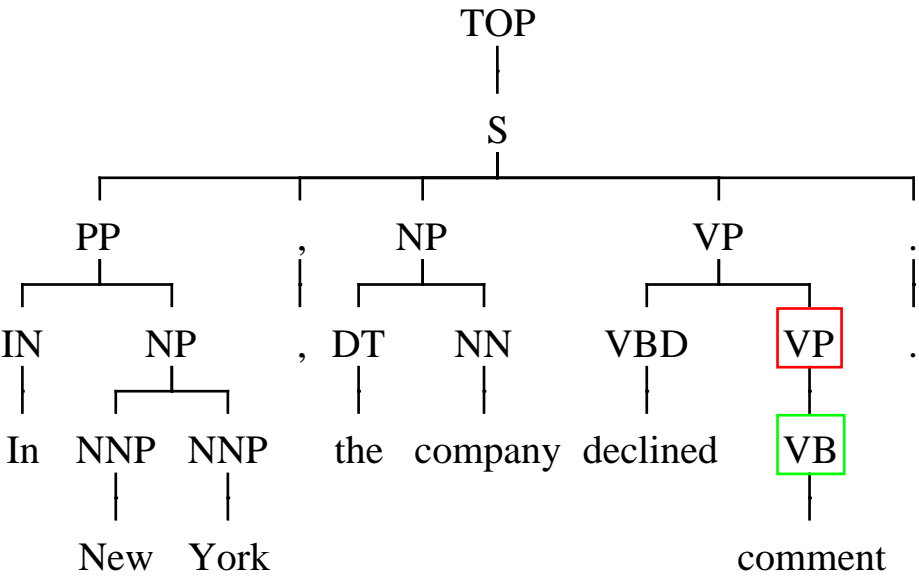 TOP
S
PP , NP VP .
IN NP , DT NN VBD VP .
In NNP NNP the company declined VB
New York comment